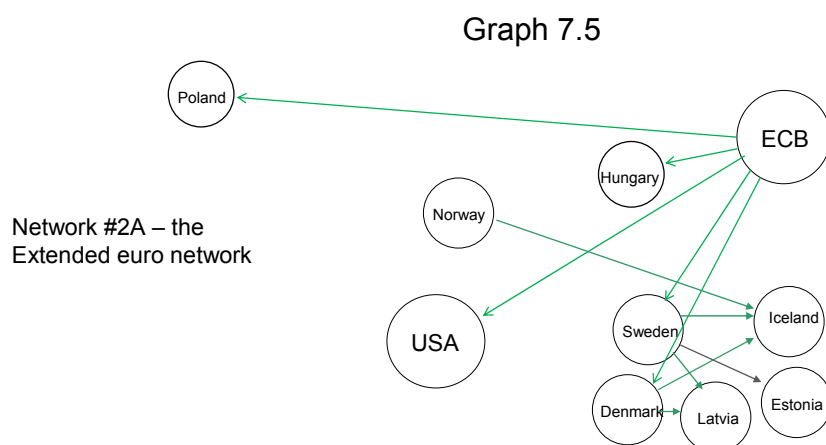 Graph 7.5
Poland
ECB
Hungary
Norway
Network #2A – the
Extended euro network
Iceland
Sweden
USA
Estonia
Denmark
Latvia